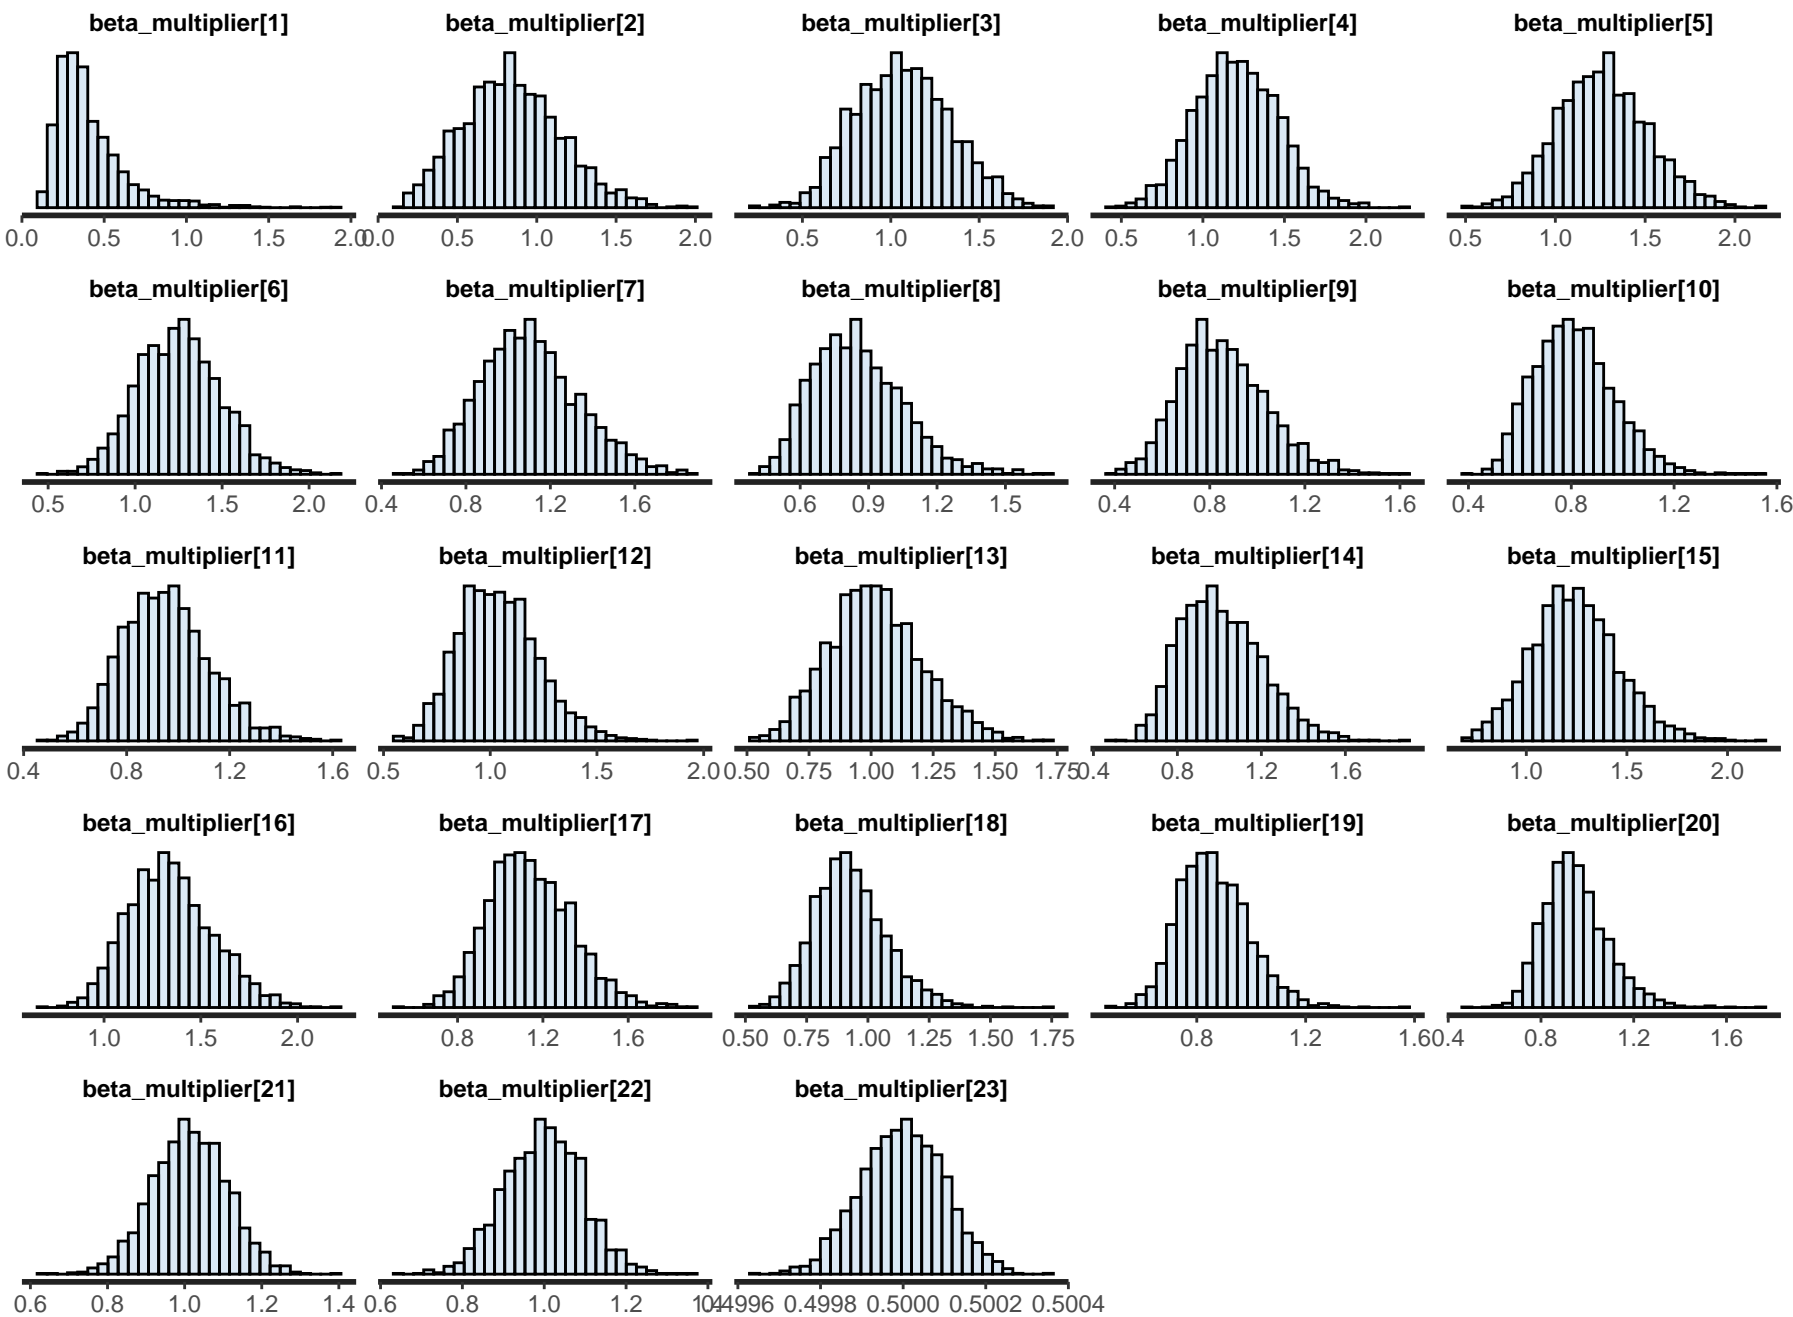 beta_multiplier[1] beta_multiplier[2] beta_multiplier[3] beta_multiplier[4] beta_multiplier[5]
0.0 0.5 1.0 1.5 2.0 0.0 0.5 1.0 1.5 2.0 0.5 1.0 1.5 2.0 0.5 1.0 1.5 2.0 0.5 1.0 1.5 2.0
beta_multiplier[6] beta_multiplier[7] beta_multiplier[8] beta_multiplier[9] beta_multiplier[10]
0.5 1.0 1.5 2.0 0.4 0.8 1.2 1.6 0.6 0.9 1.2 1.5 0.4 0.8 1.2 1.6 0.4 0.8 1.2 1.6
beta_multiplier[11] beta_multiplier[12] beta_multiplier[13] beta_multiplier[14] beta_multiplier[15]
0.4 0.8 1.2 1.6 0.5 1.0 1.5 2.0 0.50 0.75 1.00 1.25 1.50 1.75 0.4 0.8 1.2 1.6 1.0 1.5 2.0
beta_multiplier[16] beta_multiplier[17] beta_multiplier[18] beta_multiplier[19] beta_multiplier[20]
1.0 1.5 2.0 0.8 1.2 1.6 0.50 0.75 1.00 1.25 1.50 1.75 0.8 1.2 1.6 0.4 0.8 1.2 1.6
beta_multiplier[21] beta_multiplier[22] beta_multiplier[23]
0.6 0.8 1.0 1.2 1.4 0.6 0.8 1.0 1.2 1.4 0.4996 0.4998 0.5000 0.5002 0.5004